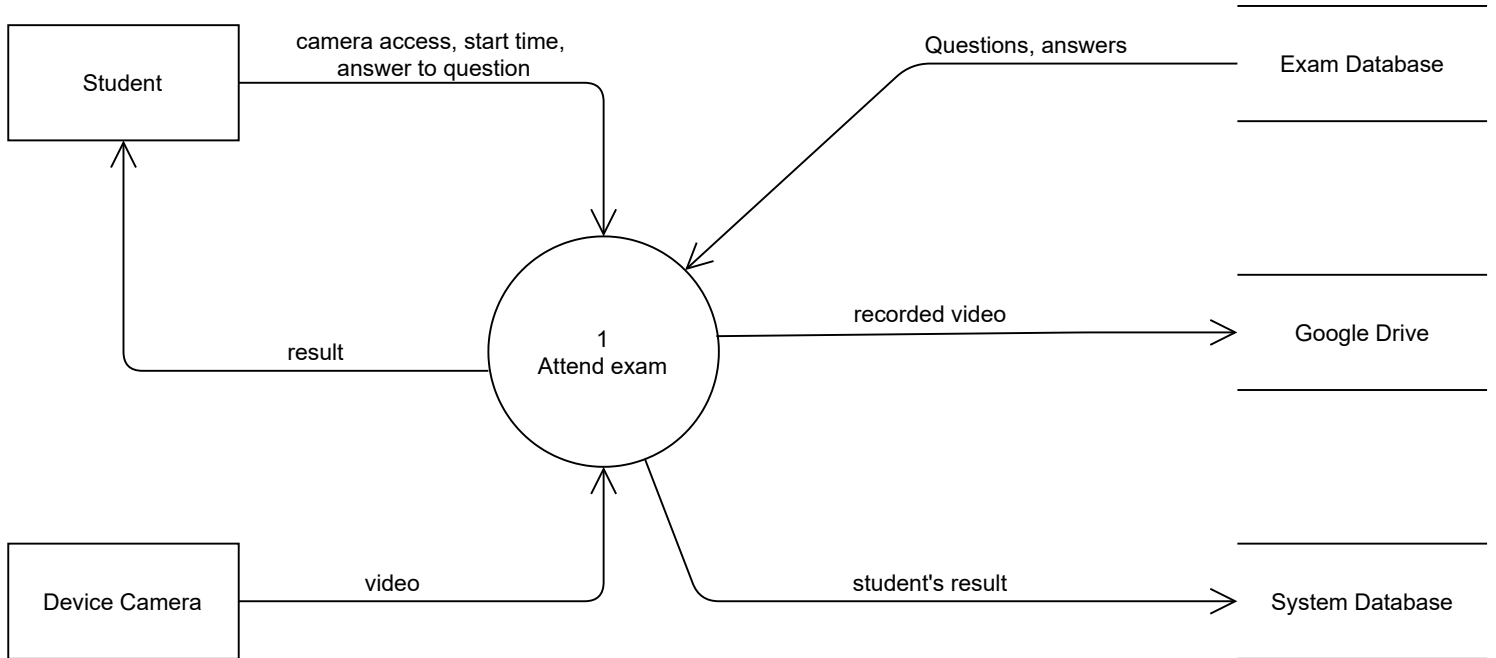 camera access, start time,
answer to question
Questions, answers
Student
Exam Database
recorded video
Google Drive
1
Attend exam
result
video
student's result
Device Camera
System Database